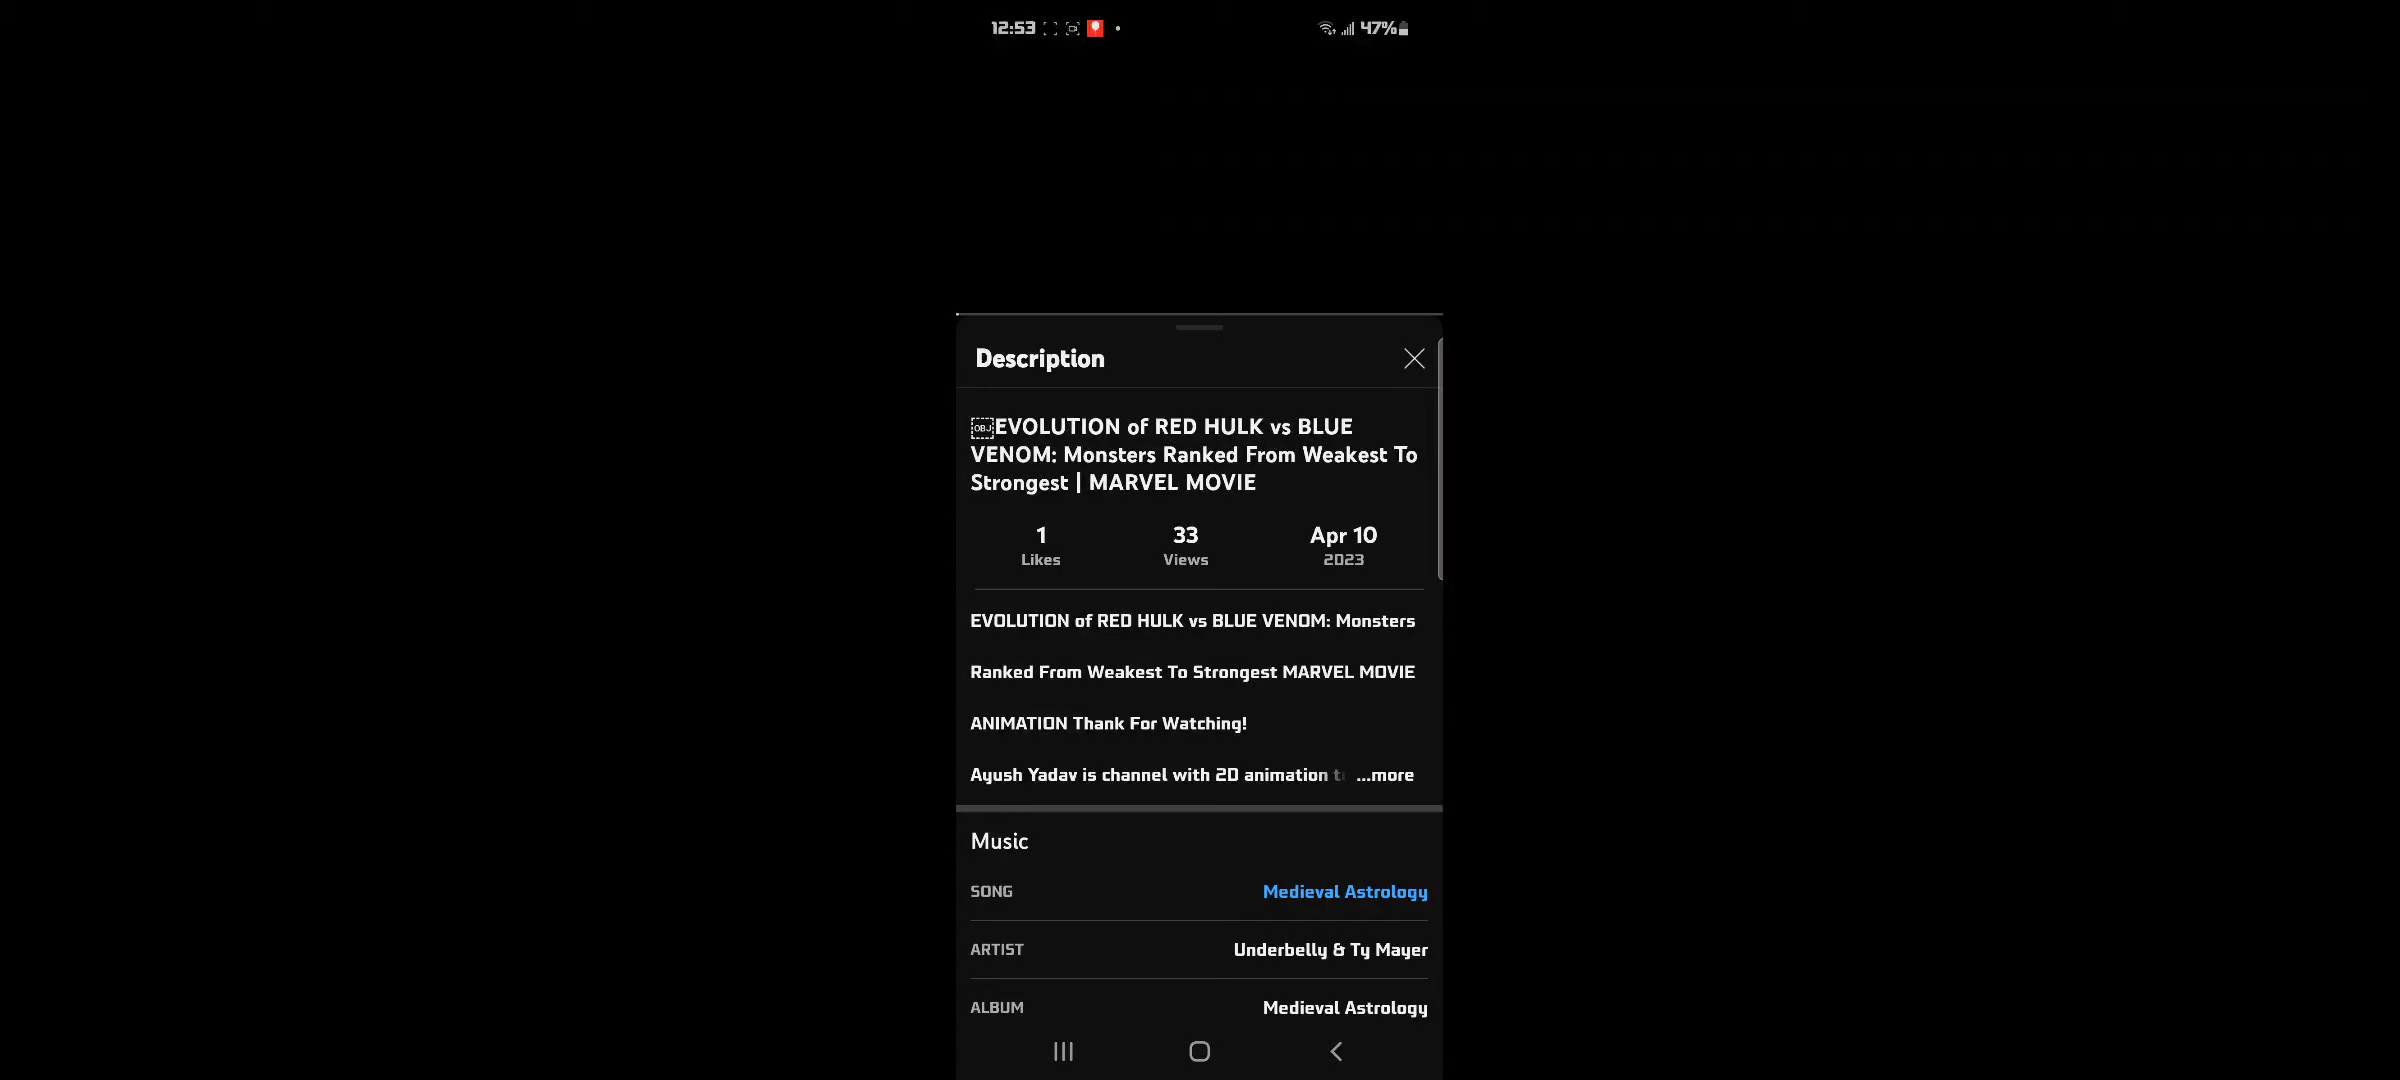 12:53 47%
Description
EVOLUTION of RED HULK vs BLUE
VENOM: Monsters Ranked From Weakest To
Strongest | MARVEL MOVIE
1 33 Apr 10
Likes Views 2023
EVOLUTION of RED HULK vs BLUE VENOM: Monsters
Ranked From Weakest To Strongest MARVEL MOVIE
ANIMATION Thank For Watching!
Ayush Yadav is channel with 2D animation ...more
Music
SONG Medieval Astrology
ARTIST Underbelly & Ty Mayer
ALBUM Medieval Astrology